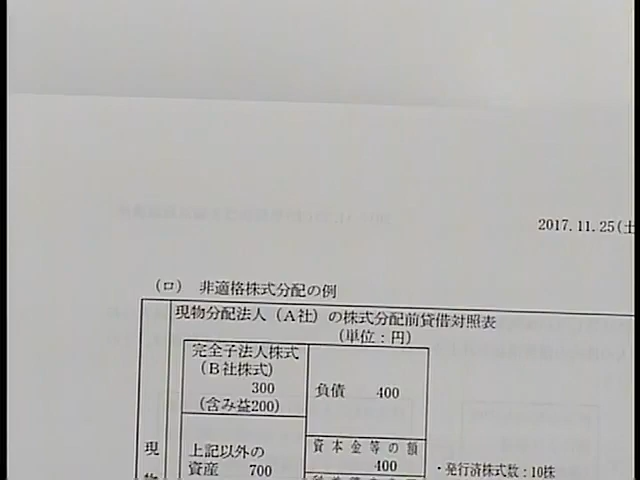 2017.11.25(土
(ロ) 非適格株式分配の例
現物分配法人(A社)の株式分配前貸借対照表
(単位:円)
完全子法人株式
(B社株式)
300
(含み益200)
負債 400
上記以外の
資産 700
資本金等の額
400
・発行済株式数:10株
現